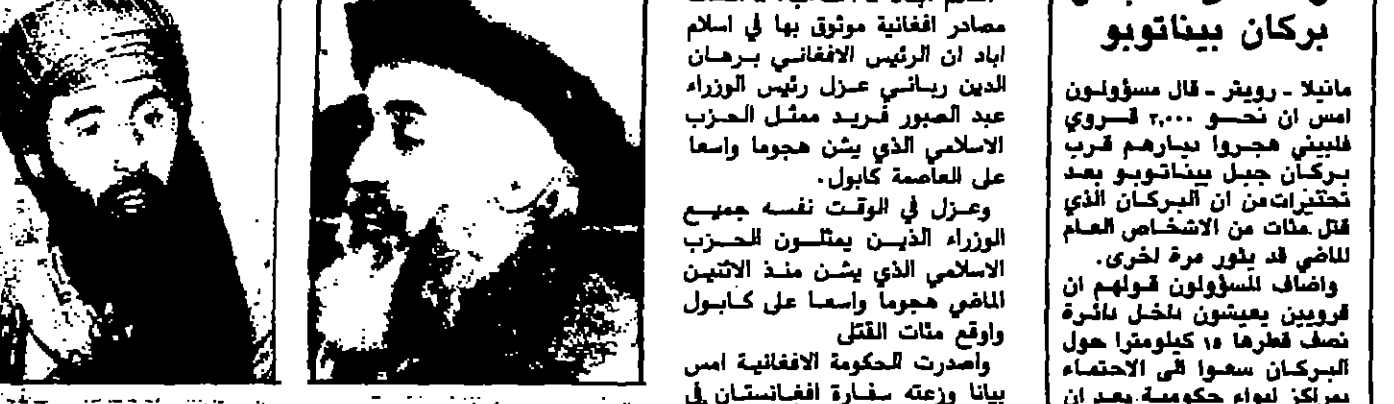 بركان بيناتوبو
مانيلا - رويتر - قال مسؤولون
امس ان نحو ٢,٠٠٠ قروي
فلبيني هجروا ديارهم قرب
بركان جبل بيناتوبو بعد
تحذيرات من ان البركان الذي
قتل مئات من الاشخاص العام
الماضي قد يثور مرة اخرى.
واضاف المسؤولون قولهم ان
قرويين يعيشون داخل دائرة
نصف قطرها ١٥ كيلومترا حول
البركان سعوا الى الاحتماء
بمراكز ايواء حكومية بعد ان
مصادر افغانية موثوق بها في اسلام
اباد ان الرئيس الافغاني برهان
الدين رباني عزل رئيس الوزراء
عبد الصبور فريد ممثل الحزب
الاسلامي الذي يشن هجوما واسعا
على العاصمة كابول.
وعزل في الوقت نفسه جميع
الوزراء الذين يمثلون الحزب
الاسلامي الذي يشن منذ الاثنين
الماضي هجوما واسعا على كابول
واوقع مئات القتلى
واصدرت الحكومة الافغانية امس
بيانا وزعته سفارة افغانستان في